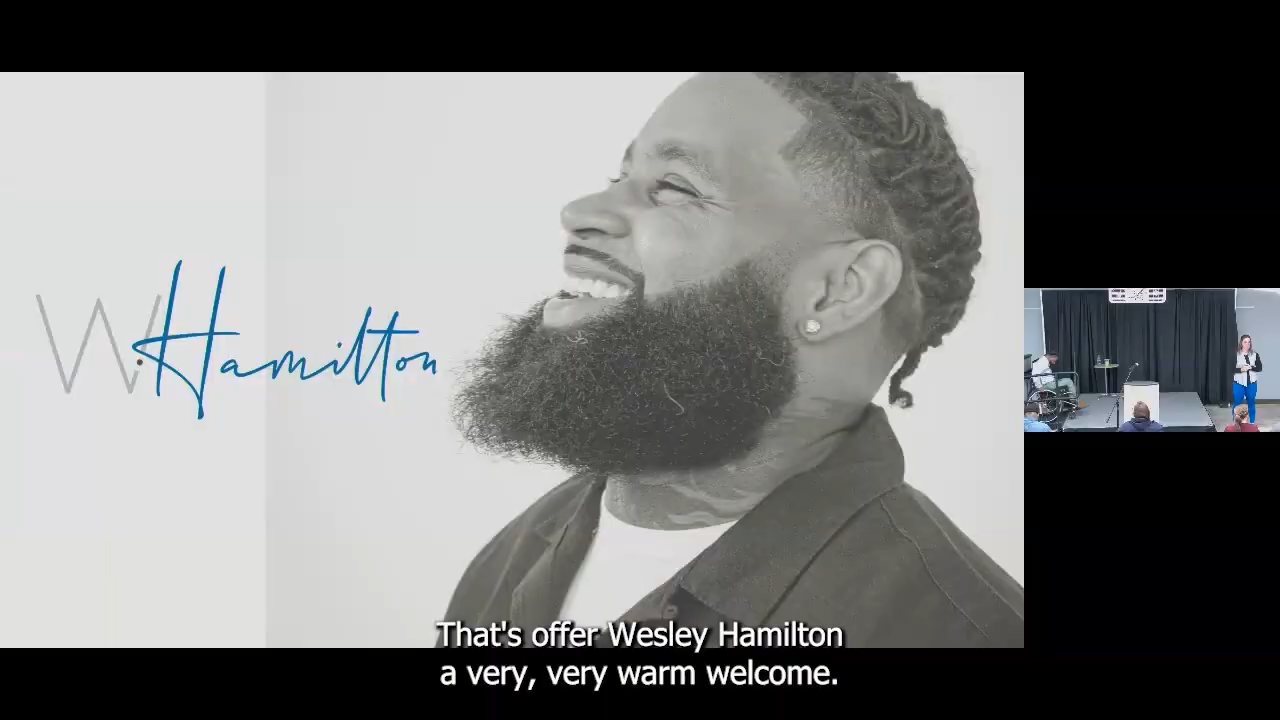 W. Hamilton
That's offer Wesley Hamilton
a very, very warm welcome.